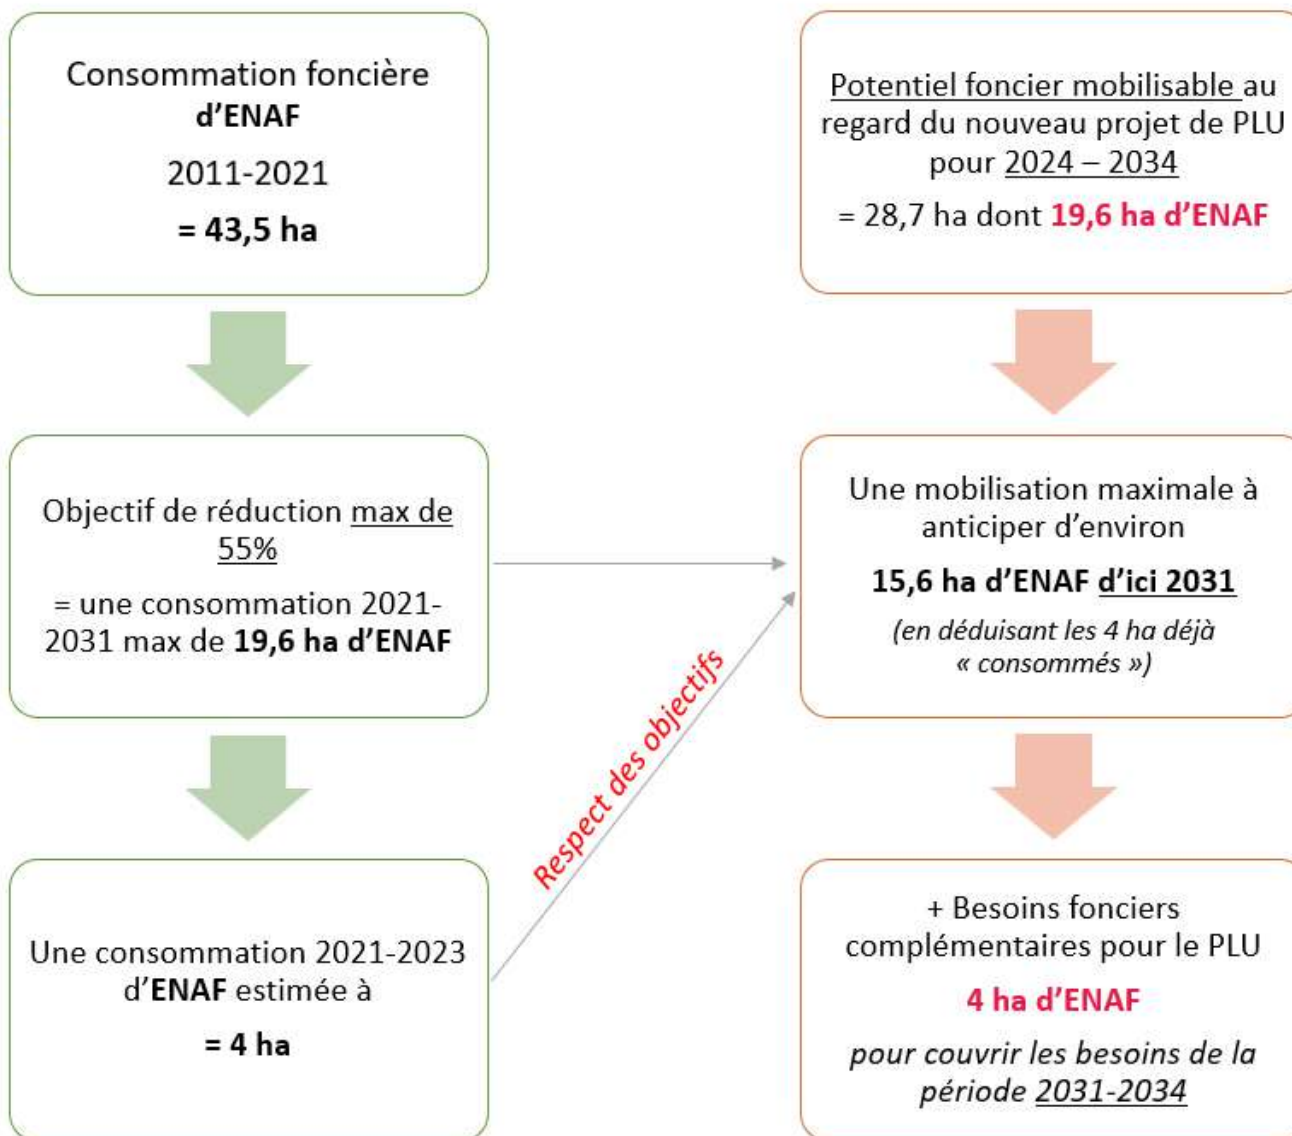 Consommation foncière
d’ENAF
2011-2021
= 43,5 ha
Objectif de réduction max de
55%
= une consommation 2021-
2031 max de 19,6 ha d’ENAF
Une consommation 2021-2023
d’ENAF estimée à
= 4 ha
Respect des objectifs
Potentiel foncier mobilisable au
regard du nouveau projet de PLU
pour 2024 – 2034
= 28,7 ha dont 19,6 ha d’ENAF
Une mobilisation maximale à
anticiper d’environ
15,6 ha d’ENAF d’ici 2031
(en déduisant les 4 ha déjà
« consommés »)
+ Besoins fonciers
complémentaires pour le PLU
4 ha d’ENAF
pour couvrir les besoins de la
période 2031-2034